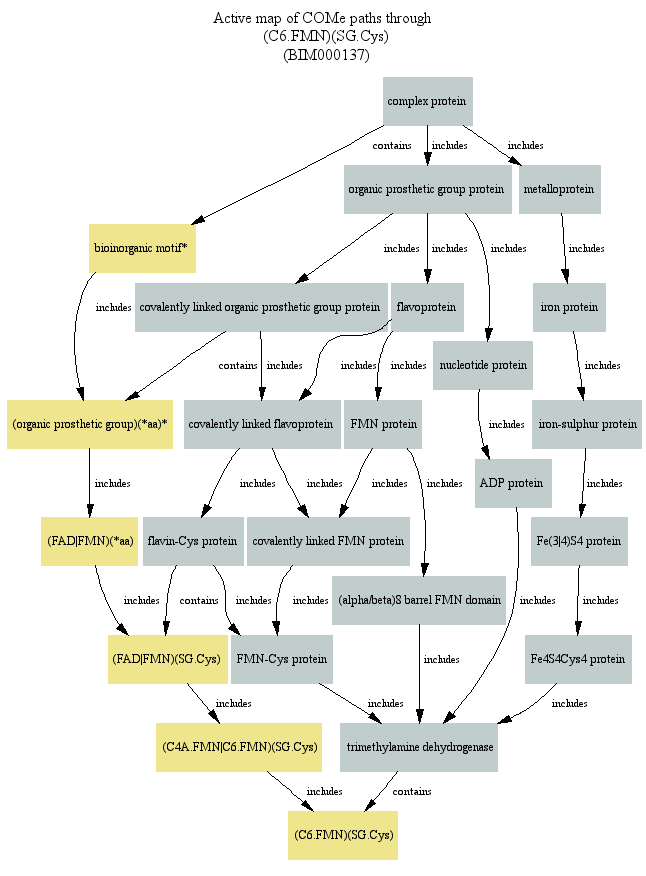 Active map of COMe paths through
(C6.FMN)(SG.Cys)
(BIM000137)
complex protein
contains
includes
includes
organic prosthetic group protein
metalloprotein
bioinorganic motif*
includes
includes
includes
includes
includes
covalently linked organic prosthetic group protein
flavoprotein
iron protein
contains
includes
includes
includes
includes
nucleotide protein
(organic prosthetic group)(*aa)*
covalently linked flavoprotein
FMN protein
iron-sulphur protein
includes
includes
includes
includes
includes
includes
includes
includes
ADP protein
(FAD|FMN)(*aa)
flavin-Cys protein
covalently linked FMN protein
Fe(3|4)S4 protein
includes
contains
includes
includes
(alpha/beta)8 barrel FMN domain
includes
includes
includes
(FAD|FMN)(SG.Cys)
FMN-Cys protein
Fe4S4Cys4 protein
includes
includes
includes
(C4A.FMN|C6.FMN)(SG.Cys)
trimethylamine dehydrogenase
includes
contains
(C6.FMN)(SG.Cys)